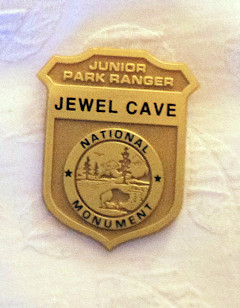 JUNIOR
PARK RANGER
JEWEL CAVE
NATIONAL
MONUMENT